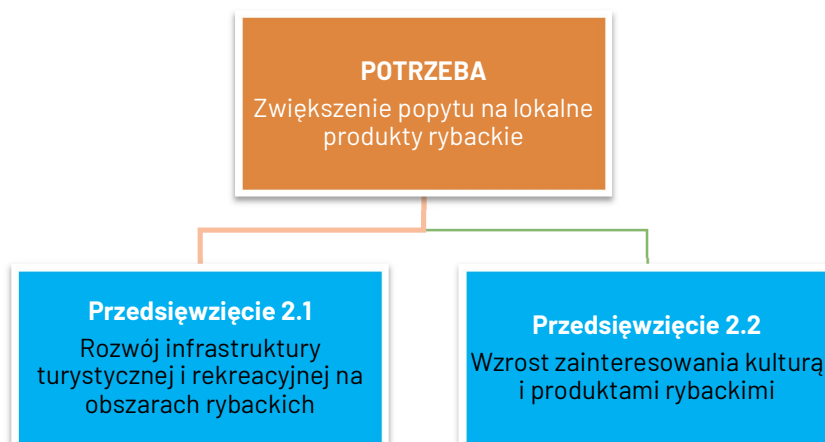 POTRZEBA
Zwiększenie popytu na lokalne
produkty rybackie
Przedsięwzięcie 2.1
Rozwój infrastruktury
turystycznej i rekreacyjnej na
obszarach rybackich
Przedsięwzięcie 2.2
Wzrost zainteresowania kulturą
i produktami rybackimi